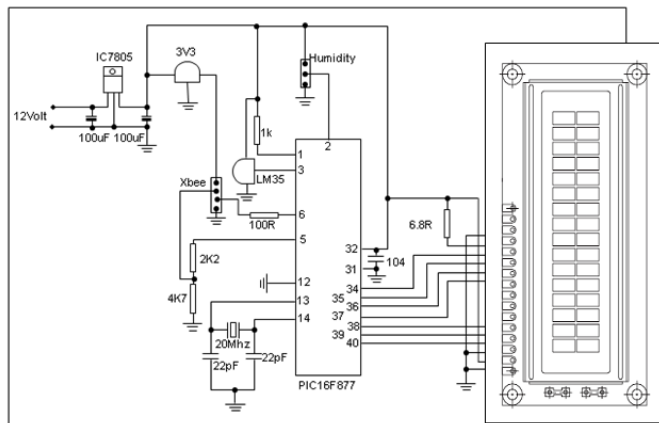 IC7805
3V3
Humidity
12Volt
100uF
100uF
1k
2
1
3
LM35
Xbee
6
100R
5
2K2
4K7
12
13
14
20Mhz
22pF
22pF
32
31
104
6.8R
34
35
36
37
38
39
40
PIC16F877